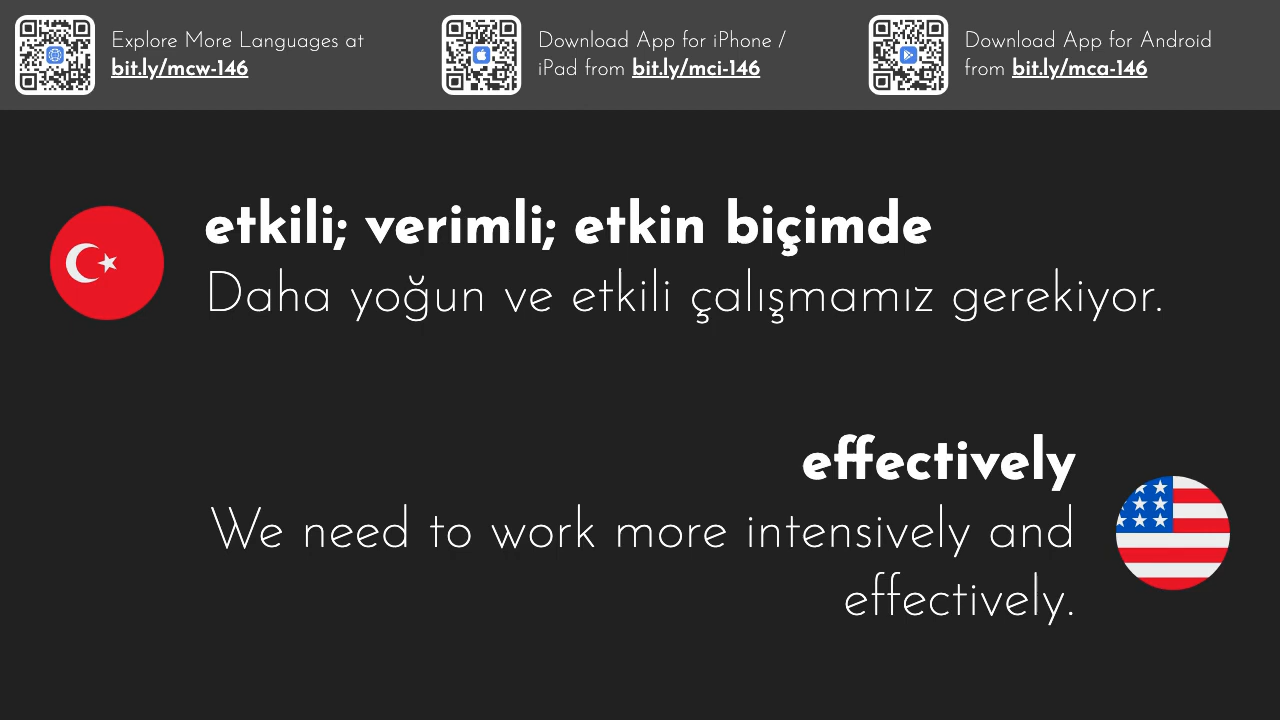 Explore More Languages at
bit.ly/mcw-146
Download App for iPhone /
iPad from bit.ly/mci-146
Download App for Android
from bit.ly/mca-146
etkili; verimli; etkin biçimde
Daha yoğun ve etkili çalışmamız gerekiyor.
effectively
We need to work more intensively and
effectively.